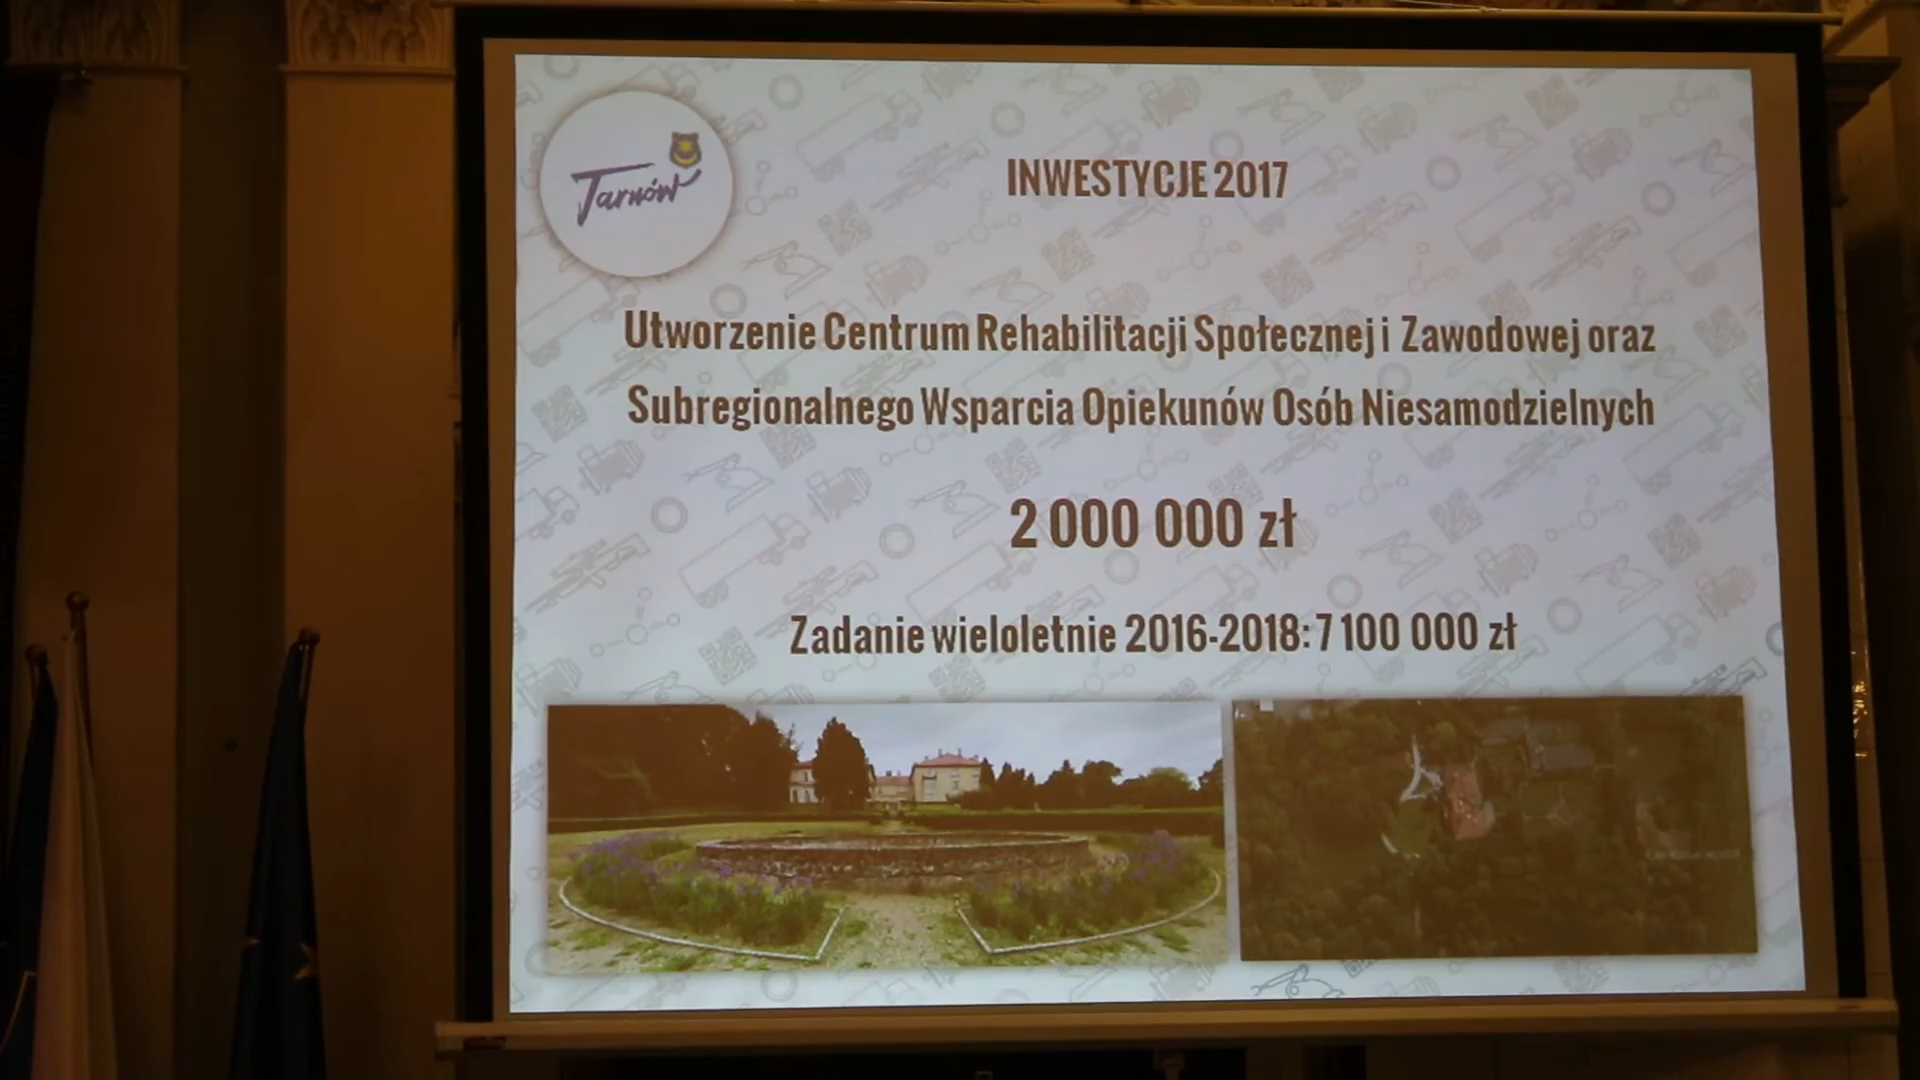 Tarnów
INWESTYCJE 2017
Utworzenie Centrum Rehabilitacji Społecznej i Zawodowej oraz
Subregionalnego Wsparcia Opiekunów Osób Niesamodzielnych
2 000 000 zł
Zadanie wieloletnie 2016-2018: 7 100 000 zł